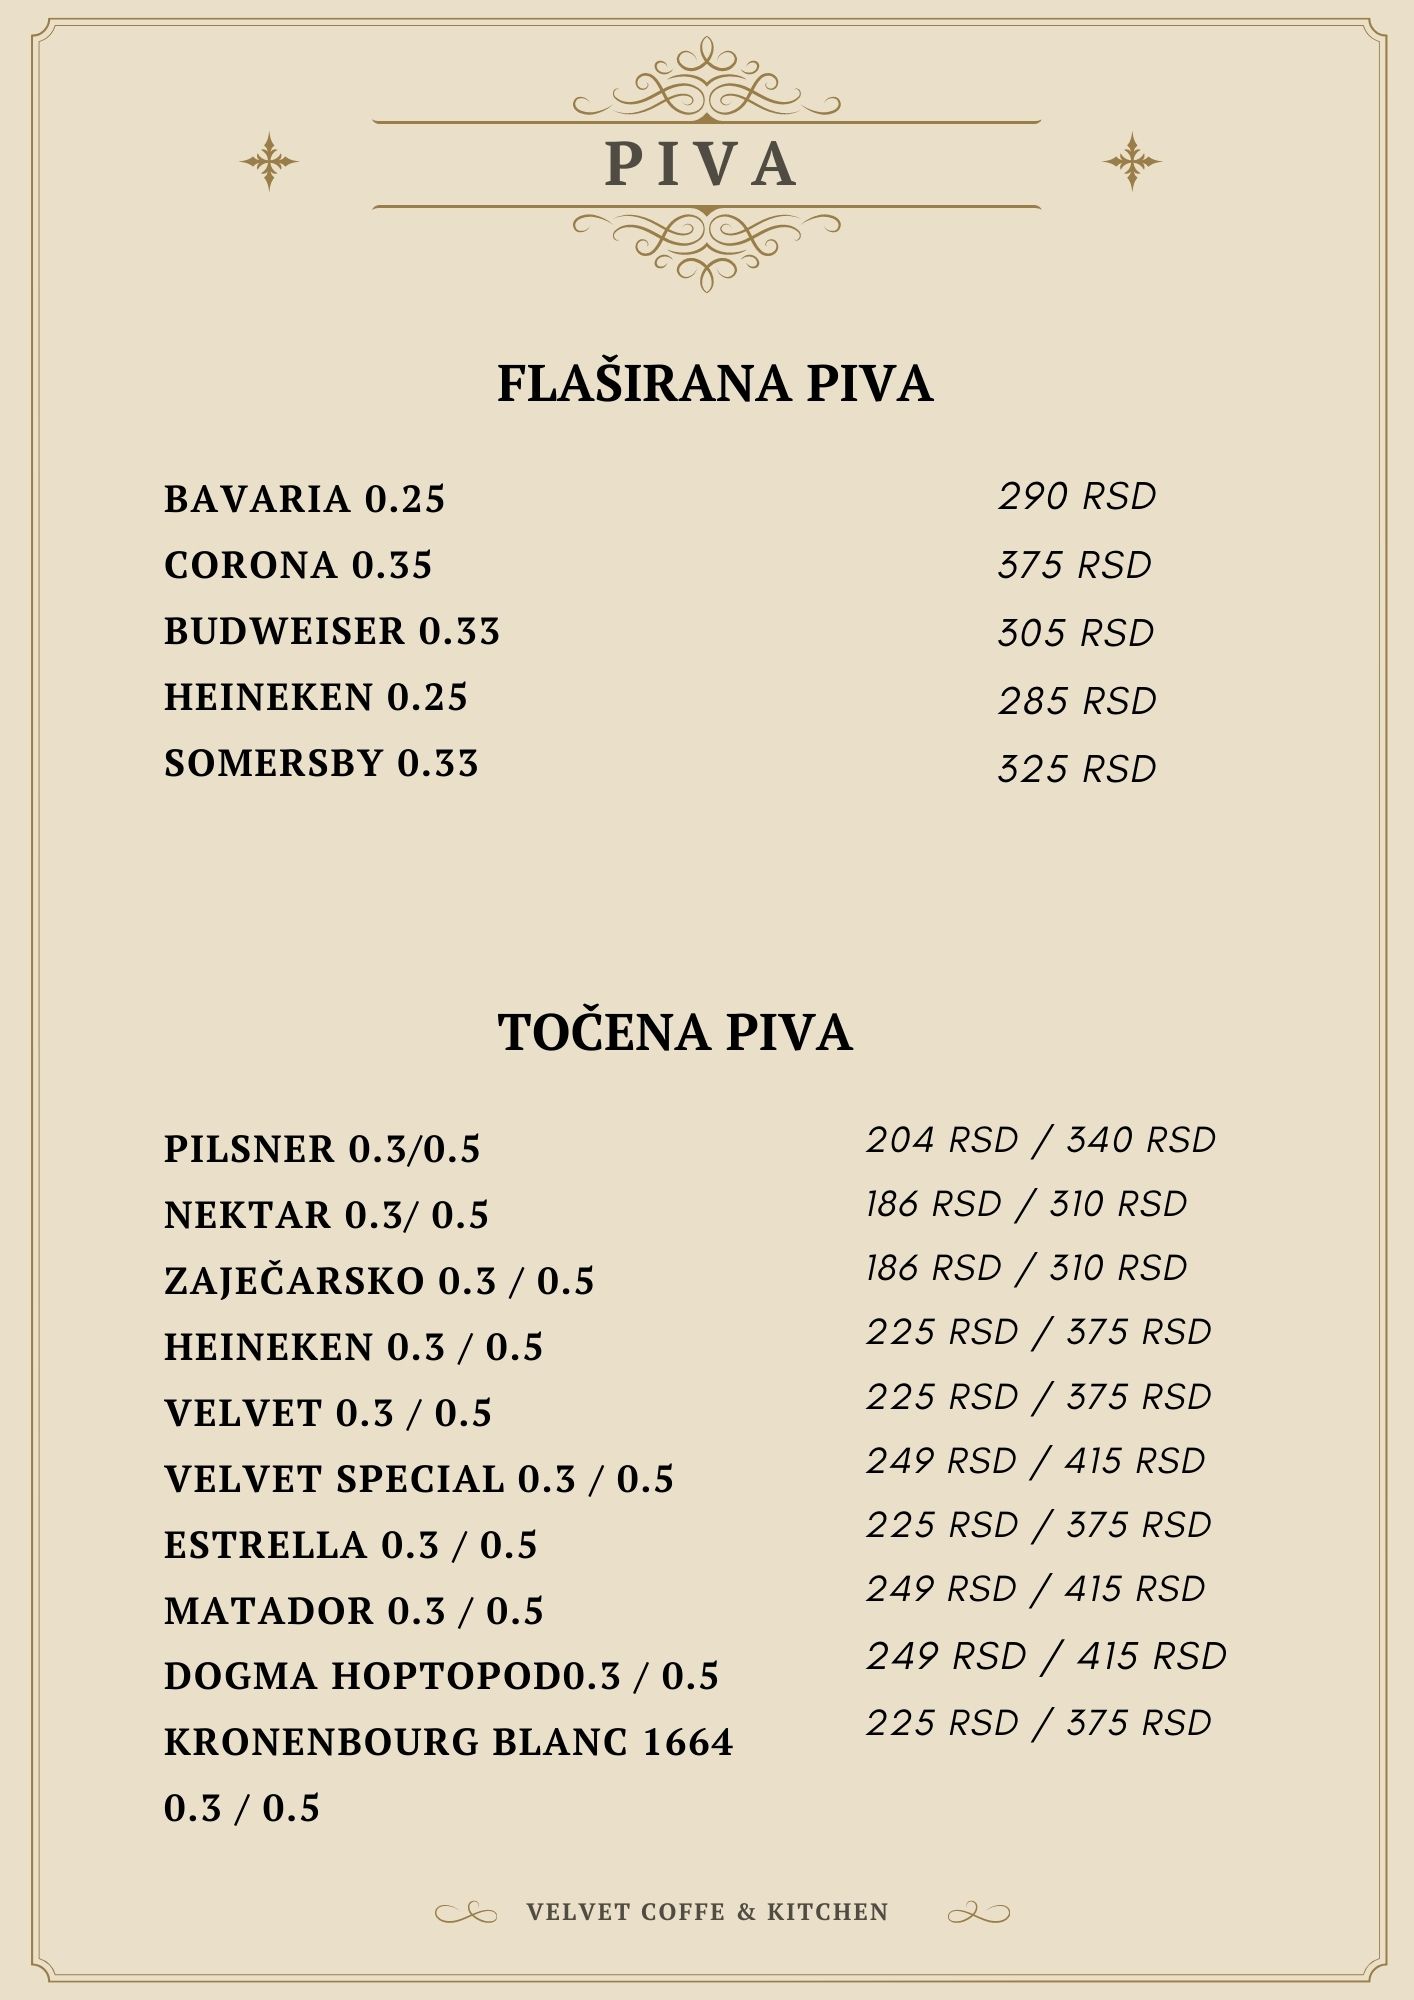 PIVA
FLAŠIRANA PIVA
BAVARIA 0.25 290 RSD
CORONA 0.35 375 RSD
BUDWEISER 0.33 305 RSD
HEINEKEN 0.25 285 RSD
SOMERSBY 0.33 325 RSD
TOČENA PIVA
PILSNER 0.3/0.5 204 RSD / 340 RSD
NEKTAR 0.3/ 0.5 186 RSD / 310 RSD
ZAJEČARSKO 0.3 / 0.5 186 RSD / 310 RSD
HEINEKEN 0.3 / 0.5 225 RSD / 375 RSD
VELVET 0.3 / 0.5 225 RSD / 375 RSD
VELVET SPECIAL 0.3 / 0.5 249 RSD / 415 RSD
ESTRELLA 0.3 / 0.5 225 RSD / 375 RSD
MATADOR 0.3 / 0.5 249 RSD / 415 RSD
DOGMA HOPTOPOD0.3 / 0.5 249 RSD / 415 RSD
KRONENBOURG BLANC 1664 225 RSD / 375 RSD
0.3 / 0.5
VELVET COFFE & KITCHEN